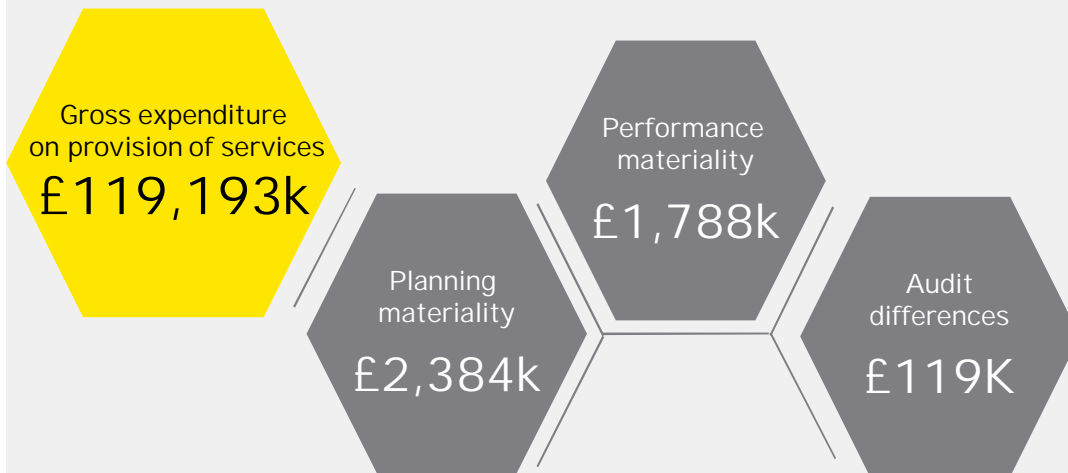 Gross expenditure
on provision of services
£119,193k
Planning
materiality
£2,384k
Performance
materiality
£1,788k
Audit
differences
£119K